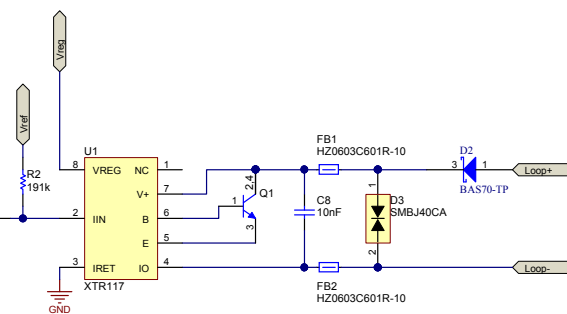 Vreg
Vref
R2
191k
U1
8
VREG
NC
1
V+
7
2
IIN
B
6
E
5
3
IRET
IO
4
XTR117
GND
2,4
1
Q1
3
C8
10nF
FB1
HZ0603C601R-10
FB2
HZ0603C601R-10
1
D3
SMBJ40CA
2
D2
3
1
BAS70-TP
Loop+
Loop-